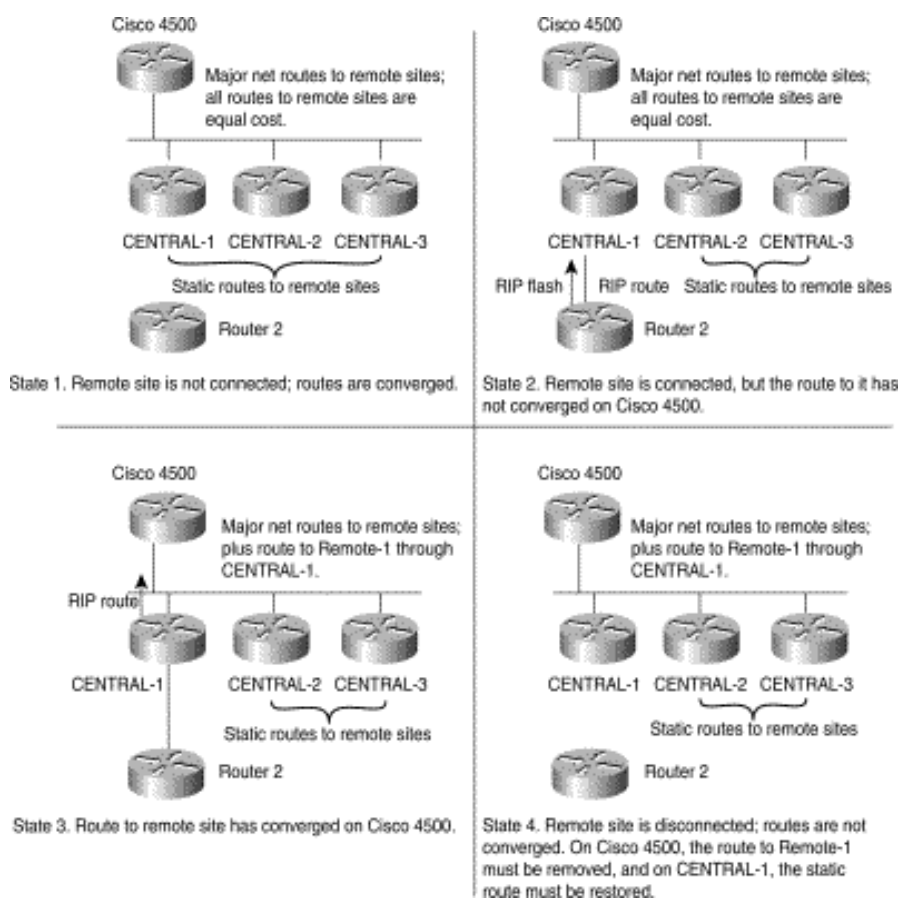 Cisco 4500
Major net routes to remote sites;
all routes to remote sites are
equal cost.
CENTRAL-1 CENTRAL-2 CENTRAL-3
Static routes to remote sites
Router 2
State 1. Remote site is not connected; routes are converged.
Cisco 4500
Major net routes to remote sites;
all routes to remote sites are
equal cost.
CENTRAL-1 CENTRAL-2 CENTRAL-3
RIP flash RIP route Static routes to remote sites
Router 2
State 2. Remote site is connected, but the route to it has
not converged on Cisco 4500.
Cisco 4500
Major net routes to remote sites;
plus route to Remote-1 through
CENTRAL-1.
RIP route
CENTRAL-1 CENTRAL-2 CENTRAL-3
Static routes to remote sites
Router 2
State 3. Route to remote site has converged on Cisco 4500.
Cisco 4500
Major net routes to remote sites;
plus route to Remote-1 through
CENTRAL-1.
CENTRAL-1 CENTRAL-2 CENTRAL-3
Static routes to remote sites
Router 2
State 4. Remote site is disconnected; routes are not
converged. On Cisco 4500, the route to Remote-1
must be removed, and on CENTRAL-1, the static
route must be restored.